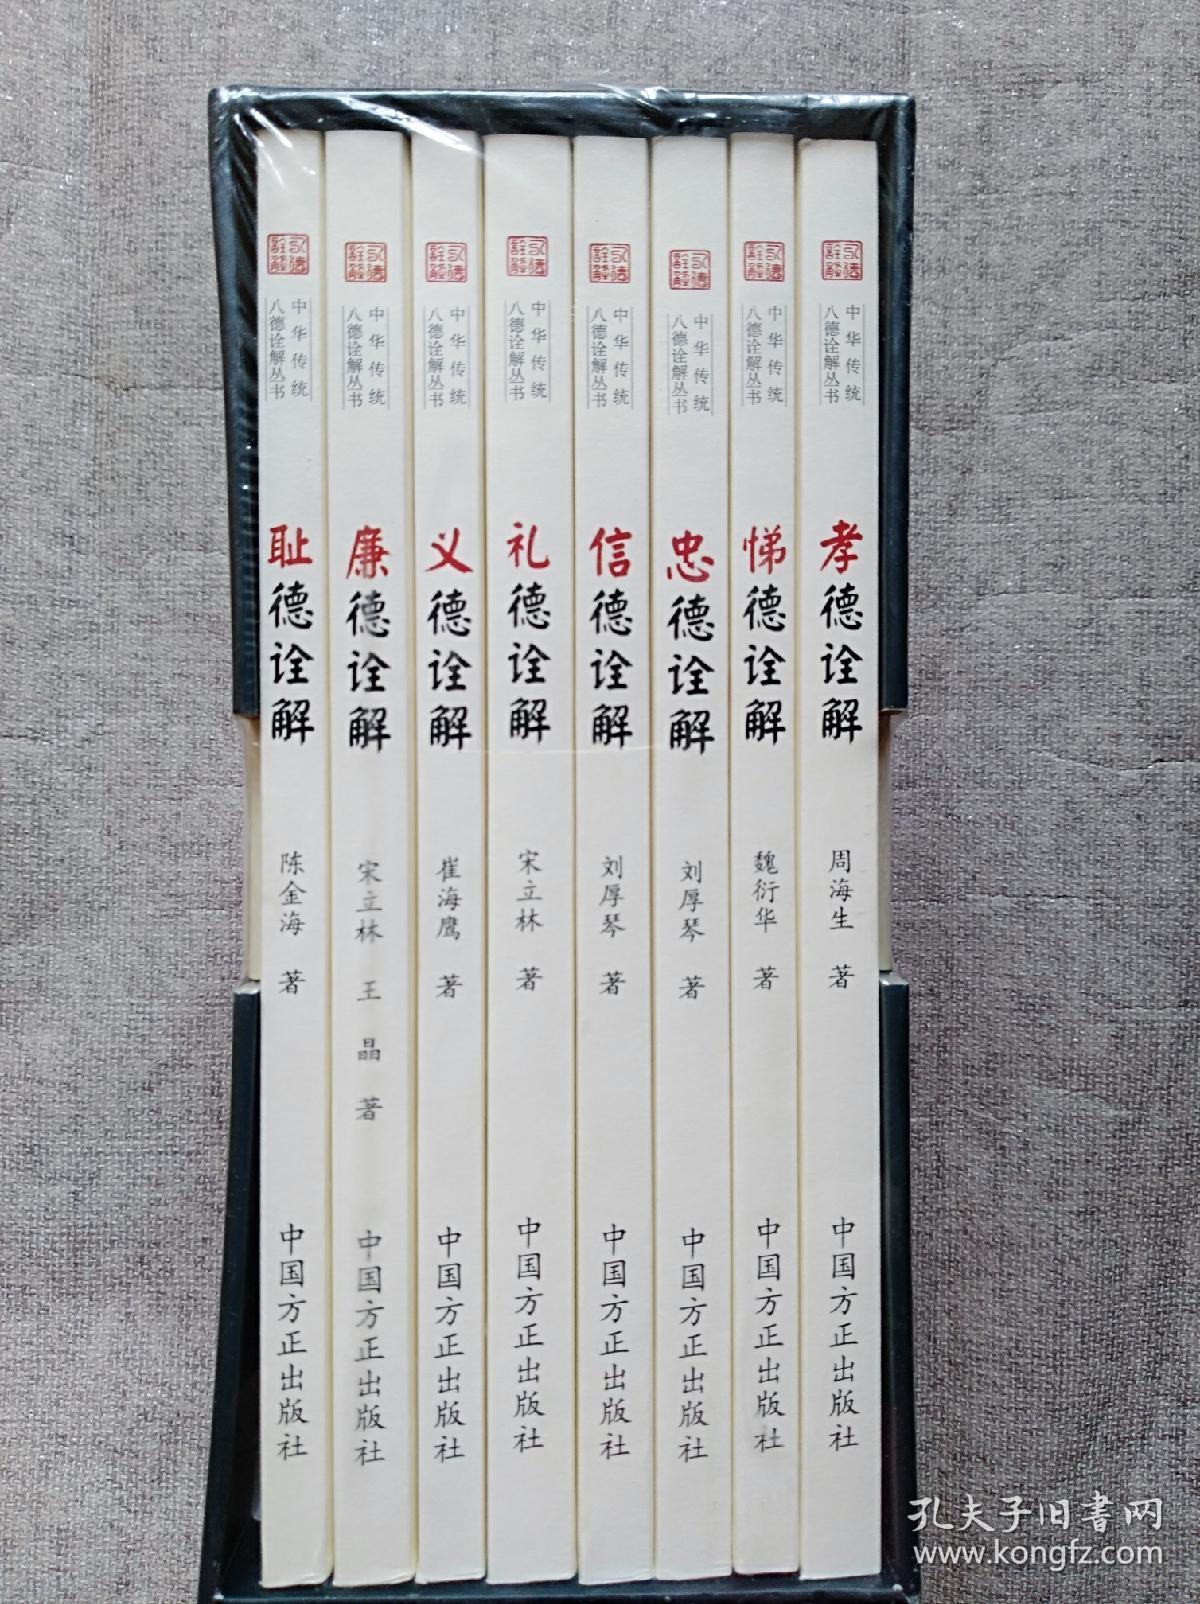 中华传统
八德诠解丛书
孝德诠解
周海生 著
中国方正出版社
中华传统
八德诠解丛书
悌德诠解
魏衍华 著
中国方正出版社
中华传统
八德诠解丛书
忠德诠解
刘厚琴 著
中国方正出版社
中华传统
八德诠解丛书
信德诠解
刘厚琴 著
中国方正出版社
中华传统
八德诠解丛书
礼德诠解
宋立林 著
中国方正出版社
中华传统
八德诠解丛书
义德诠解
崔海鹰 著
中国方正出版社
中华传统
八德诠解丛书
廉德诠解
宋立林 王晶 著
中国方正出版社
中华传统
八德诠解丛书
耻德诠解
陈金海 著
中国方正出版社
孔夫子旧书网
www.kongfz.com